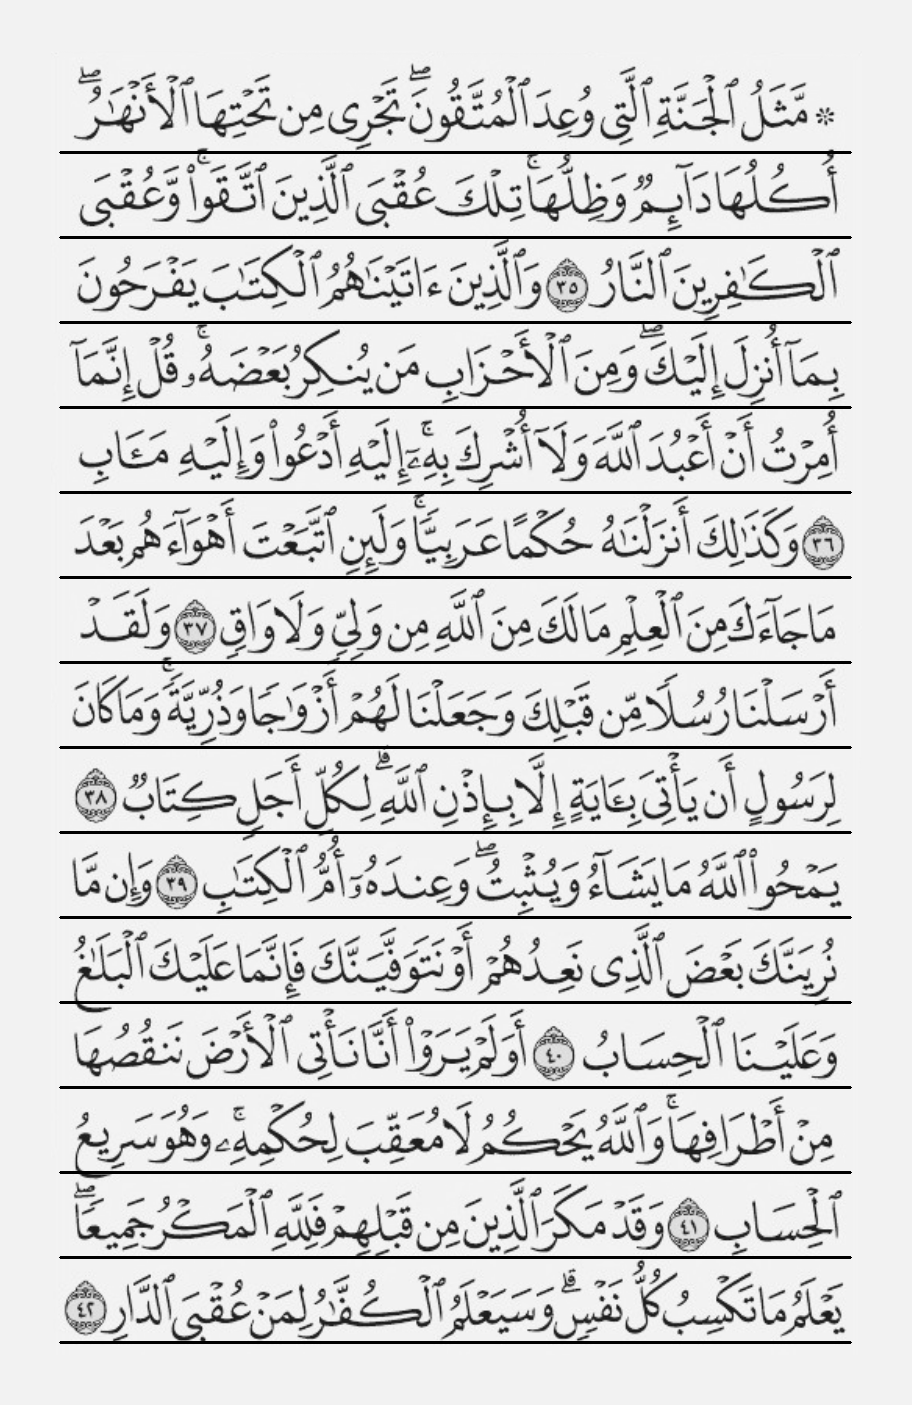 ۞ مَّثَلُ ٱلْجَنَّةِ ٱلَّتِى وُعِدَ ٱلْمُتَّقُونَ ۖ تَجْرِى مِن تَحْتِهَا ٱلْأَنْهَٰرُ ۖ
أُكُلُهَا دَآئِمٌ وَظِلُّهَا ۚ تِلْكَ عُقْبَى ٱلَّذِينَ ٱتَّقَوا۟ ۚ وَّعُقْبَى
ٱلْكَٰفِرِينَ ٱلنَّارُ ٣٥ وَٱلَّذِينَ ءَاتَيْنَٰهُمُ ٱلْكِتَٰبَ يَفْرَحُونَ
بِمَآ أُنزِلَ إِلَيْكَ ۖ وَمِنَ ٱلْأَحْزَابِ مَن يُنكِرُ بَعْضَهُۥ ۚ قُلْ إِنَّمَآ
أُمِرْتُ أَنْ أَعْبُدَ ٱللَّهَ وَلَآ أُشْرِكَ بِهِۦٓ ۚ إِلَيْهِ أَدْعُوا۟ وَإِلَيْهِ مَـَٔابِ
٣٦ وَكَذَٰلِكَ أَنزَلْنَٰهُ حُكْمًا عَرَبِيًّا ۚ وَلَئِنِ ٱتَّبَعْتَ أَهْوَآءَهُم بَعْدَ
مَا جَآءَكَ مِنَ ٱلْعِلْمِ مَا لَكَ مِنَ ٱللَّهِ مِن وَلِىٍّ وَلَا وَاقٍ ٣٧ وَلَقَدْ
أَرْسَلْنَا رُسُلًا مِّن قَبْلِكَ وَجَعَلْنَا لَهُمْ أَزْوَٰجًا وَذُرِّيَّةً ۚ وَمَا كَانَ
لِرَسُولٍ أَن يَأْتِىَ بِـَٔايَةٍ إِلَّا بِإِذْنِ ٱللَّهِ ۗ لِكُلِّ أَجَلٍ كِتَابٌ ٣٨
يَمْحُوا۟ ٱللَّهُ مَا يَشَآءُ وَيُثْبِتُ ۖ وَعِندَهُۥٓ أُمُّ ٱلْكِتَٰبِ ٣٩ وَإِن مَّا
نُرِيَنَّكَ بَعْضَ ٱلَّذِى نَعِدُهُمْ أَوْ نَتَوَفَّيَنَّكَ فَإِنَّمَا عَلَيْكَ ٱلْبَلَٰغُ
وَعَلَيْنَا ٱلْحِسَابُ ٤٠ أَوَلَمْ يَرَوْا۟ أَنَّا نَأْتِى ٱلْأَرْضَ نَنقُصُهَا
مِنْ أَطْرَافِهَا ۚ وَٱللَّهُ يَحْكُمُ لَا مُعَقِّبَ لِحُكْمِهِۦ ۚ وَهُوَ سَرِيعُ
ٱلْحِسَابِ ٤١ وَقَدْ مَكَرَ ٱلَّذِينَ مِن قَبْلِهِمْ فَلِلَّهِ ٱلْمَكْرُ جَمِيعًا ۖ
يَعْلَمُ مَا تَكْسِبُ كُلُّ نَفْسٍ ۗ وَسَيَعْلَمُ ٱلْكُفَّٰرُ لِمَنْ عُقْبَى ٱلدَّارِ ٤٢